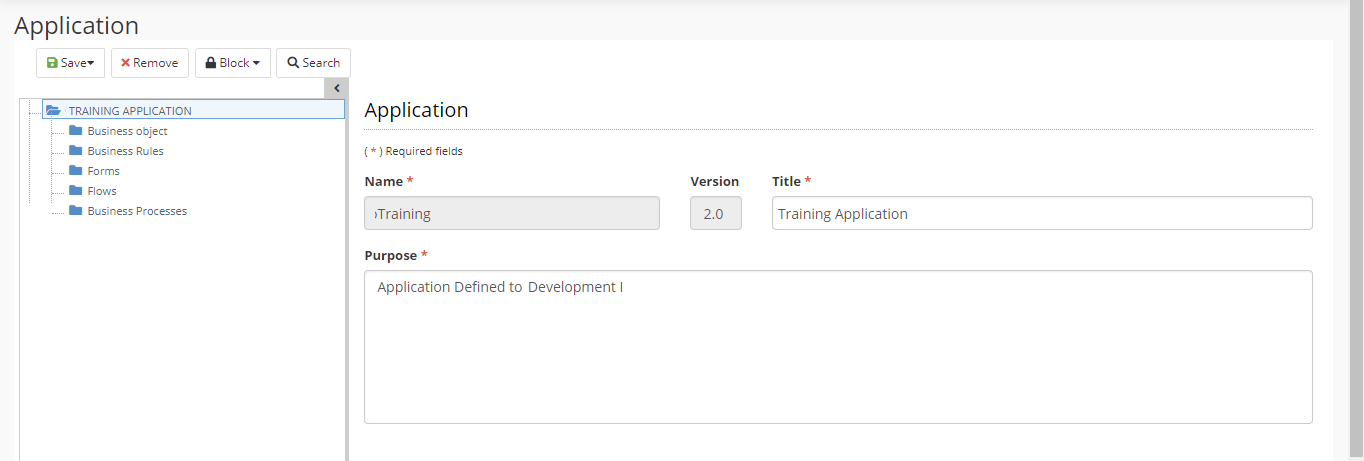 Application
Save Remove Block Search
TRAINING APPLICATION
Business object
Business Rules
Forms
Flows
Business Processes
Application
( * ) Required fields
Name * Version Title *
Training 2.0 Training Application
Purpose *
Application Defined to Development I